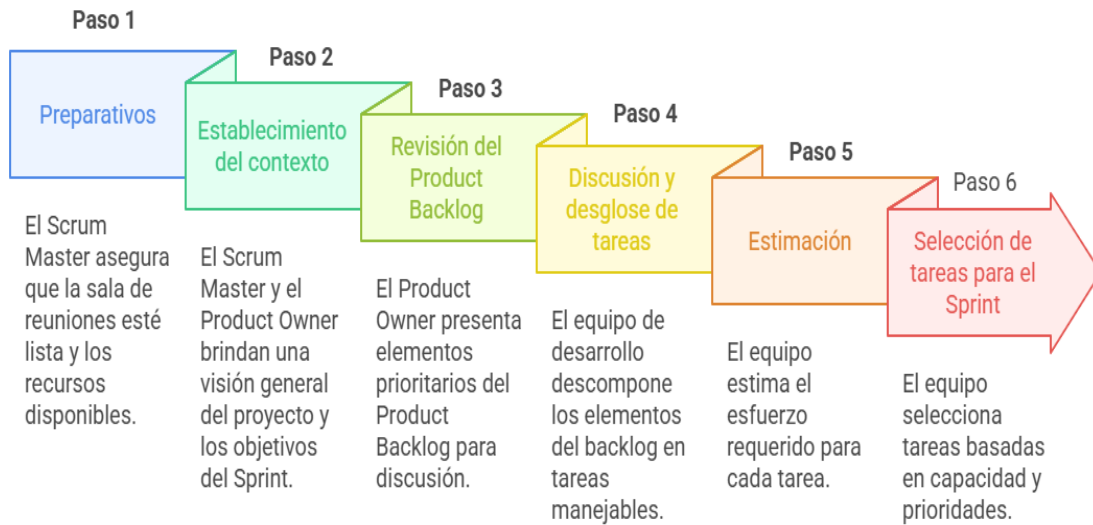 Paso 1
Preparativos
El Scrum
Master asegura
que la sala de
reuniones esté
lista y los
recursos
disponibles.
Paso 2
Establecimiento
del contexto
El Scrum
Master y el
Product Owner
brindan una
visión general
del proyecto y
los objetivos
del Sprint.
Paso 3
Revisión del
Product
Backlog
El Product
Owner presenta
elementos
prioritarios del
Product
Backlog para
discusión.
Paso 4
Discusión y
desglose de
tareas
El equipo de
desarrollo
descompone
los elementos
del backlog en
tareas
manejables.
Paso 5
Estimación
El equipo
estima el
esfuerzo
requerido para
cada tarea.
Paso 6
Selección de
tareas para el
Sprint
El equipo
selecciona
tareas basadas
en capacidad y
prioridades.